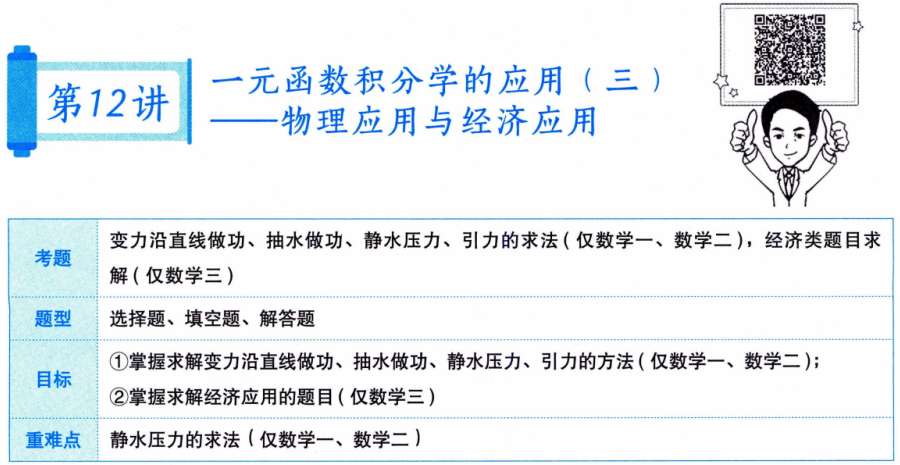 第12讲
一元函数积分学的应用（三）
——物理应用与经济应用
考题
变力沿直线做功、抽水做功、静水压力、引力的求法(仅数学一、数学二)，经济类题目求
解(仅数学三)
题型
选择题、填空题、解答题
目标
①掌握求解变力沿直线做功、抽水做功、静水压力、引力的方法(仅数学一、数学二)；
②掌握求解经济应用的题目(仅数学三)
重难点
静水压力的求法(仅数学一、数学二)